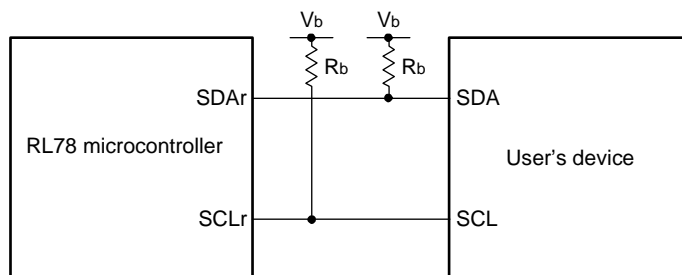 Vb Vb
Rb Rb
SDAr SDA
RL78 microcontroller User's device
SCLr SCL